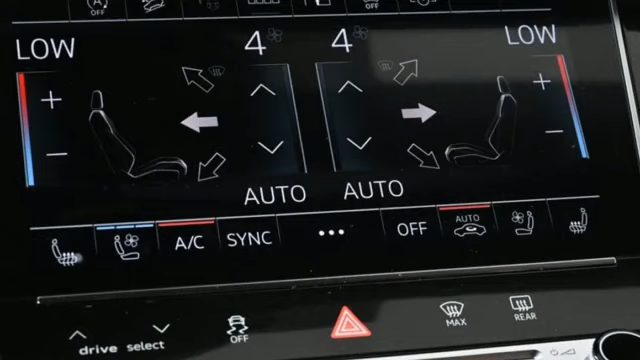 OFF
OFF
LOW
4
4
LOW
AUTO
AUTO
A/C
SYNC
...
OFF
AUTO
drive select
OFF
MAX
REAR